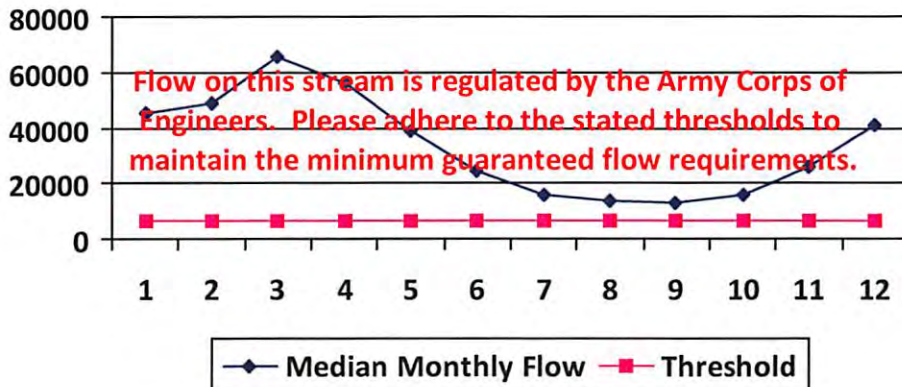 80000
60000
40000
20000
0
Flow on this stream is regulated by the Army Corps of
Engineers. Please adhere to the stated thresholds to
maintain the minimum guaranteed flow requirements.
1 2 3 4 5 6 7 8 9 10 11 12
Median Monthly Flow Threshold